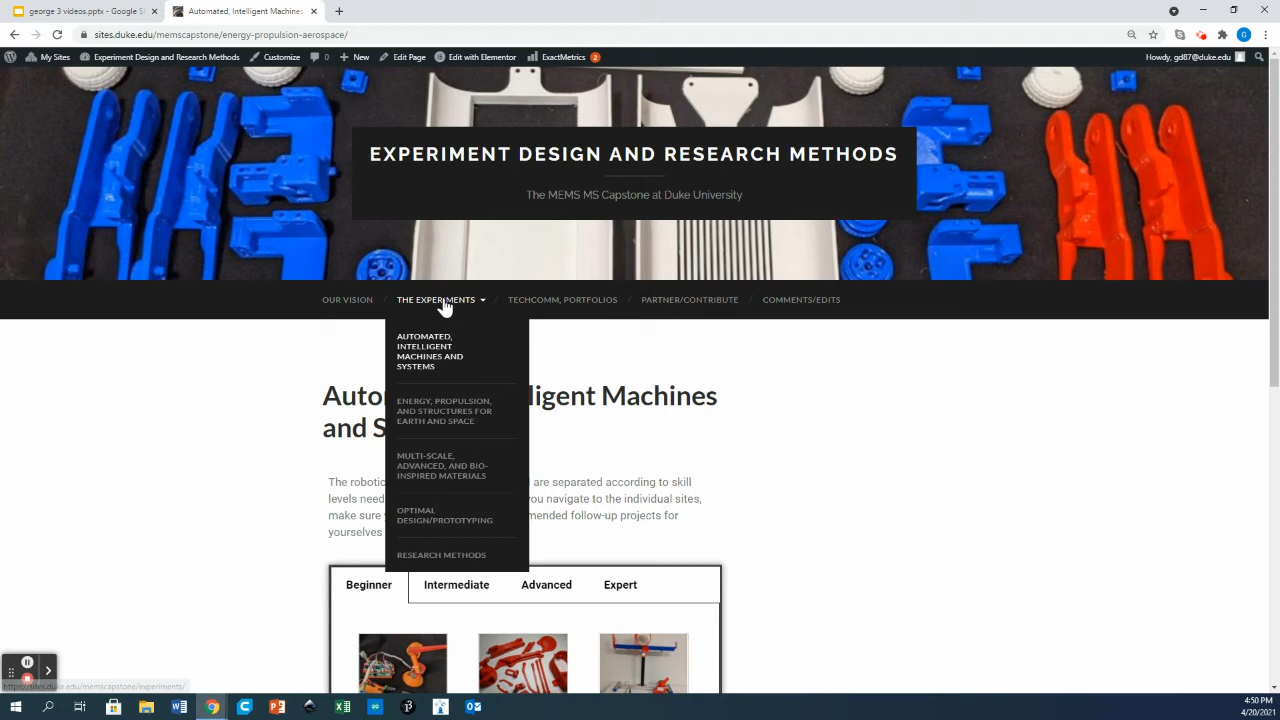 george 3 videos.ppt - Google Sl
Automated, Intelligent Machines
sites.duke.edu/memscapstone/energy-propulsion-aerospace/
G
My Sites
Experiment Design and Research Methods
Customize
0
New
Edit Page
Edit with Elementor
ExactMetrics
2
Howdy, gd87@duke.edu
EXPERIMENT DESIGN AND RESEARCH METHODS
The MEMS MS Capstone at Duke University
OUR VISION / THE EXPERIMENTS / TECHCOMM, PORTFOLIOS / PARTNER/CONTRIBUTE / COMMENTS/EDITS
AUTOMATED,
INTELLIGENT
MACHINES AND
SYSTEMS
ENERGY, PROPULSION,
AND STRUCTURES FOR
EARTH AND SPACE
MULTI-SCALE,
ADVANCED, AND BIO-
INSPIRED MATERIALS
OPTIMAL
DESIGN/PROTOTYPING
RESEARCH METHODS
Auto ligent Machines
and S
The robotic are separated according to skill
levels need you navigate to the individual sites,
make sure mended follow-up projects for
yourselves
Beginner Intermediate Advanced Expert
https://sites.duke.edu/memscapstone/experiments/
4:50 PM
4/20/2021